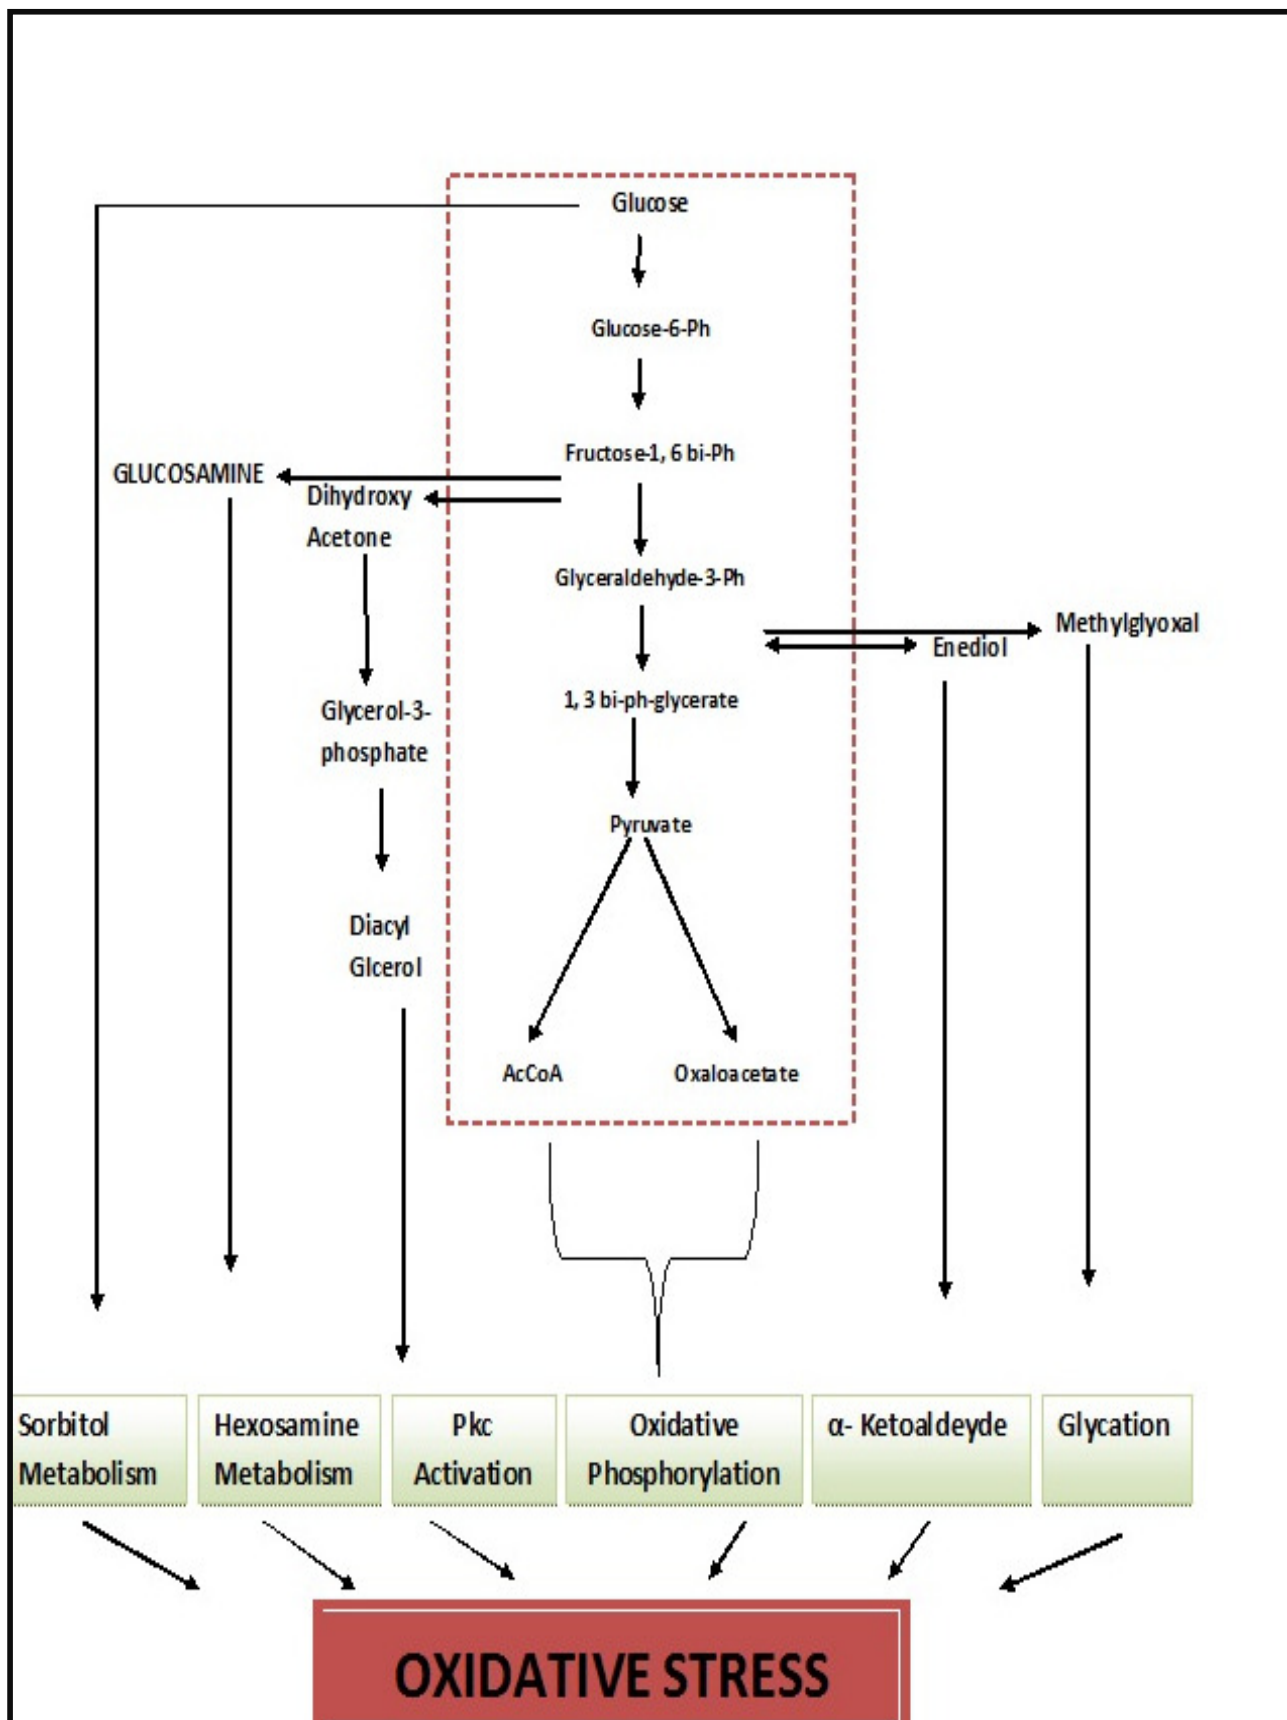 Glucose
Glucose-6-Ph
Fructose-1, 6 bi-Ph
GLUCOSAMINE
Dihydroxy
Acetone
Glyceraldehyde-3-Ph
Methylglyoxal
Enediol
1, 3 bi-ph-glycerate
Glycerol-3-
phosphate
Pyruvate
Diacyl
Glcerol
AcCoA
Oxaloacetate
Sorbitol
Metabolism
Hexosamine
Metabolism
Pkc
Activation
Oxidative
Phosphorylation
α- Ketoaldeyde
Glycation
OXIDATIVE STRESS